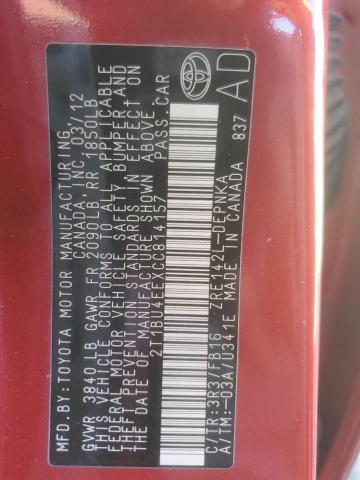 MFD.BY:TOYOTA MOTOR MANUFACTURING
CANADA, INC. 03/12
GVWR 3840LB GAWR FR 2090LB RR 1850LB
THIS VEHICLE CONFORMS TO ALL APPLICABLE
FEDERAL MOTOR VEHICLE SAFETY, BUMPER, AND
THEFT PREVENTION STANDARDS IN EFFECT ON
THE DATE OF MANUFACTURE SHOWN ABOVE.
2T1BU4EEXCC814157 PASS.CAR
C/TR:3R3/FB16 ZRE142L-DEPNKA
A/TM:-03A/U341E MADE IN CANADA 837
AD